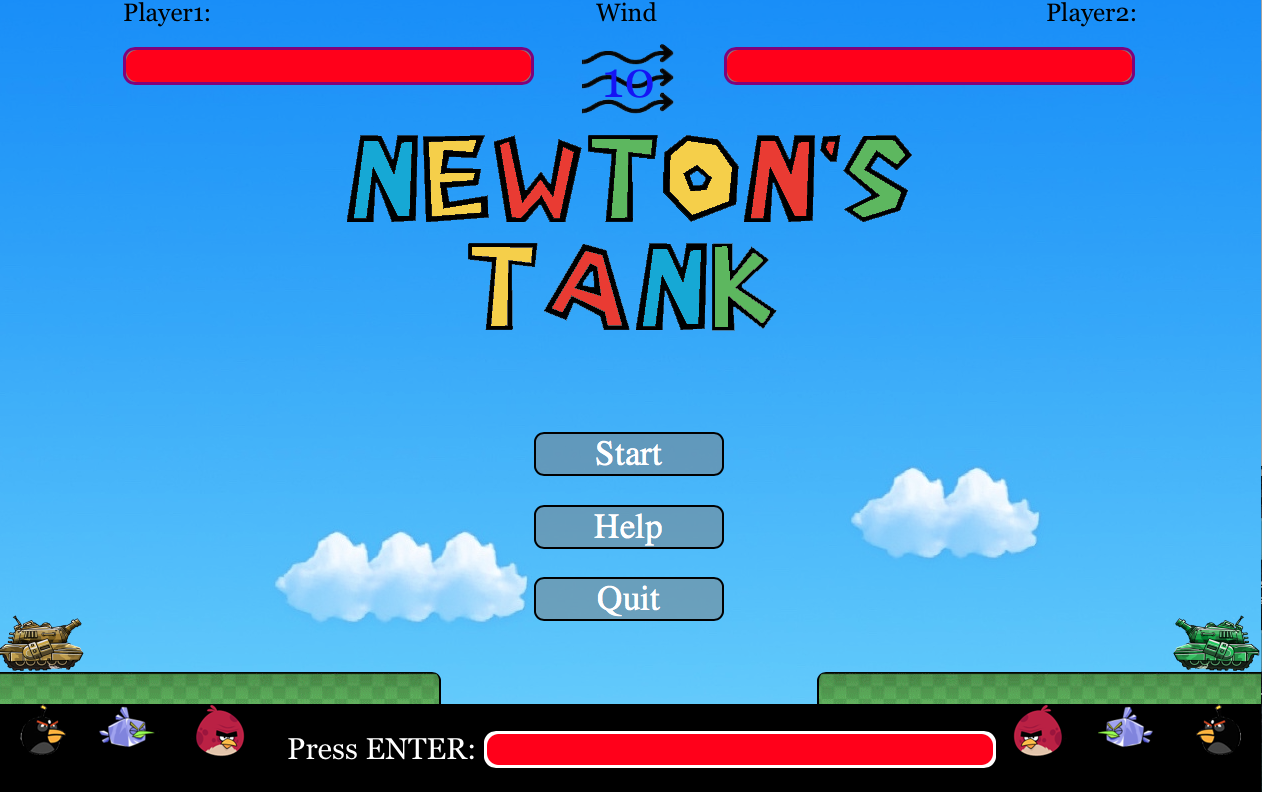 Player1:
Wind
Player2:
10
NEWTON'S
TANK
Start
Help
Quit
Press ENTER: